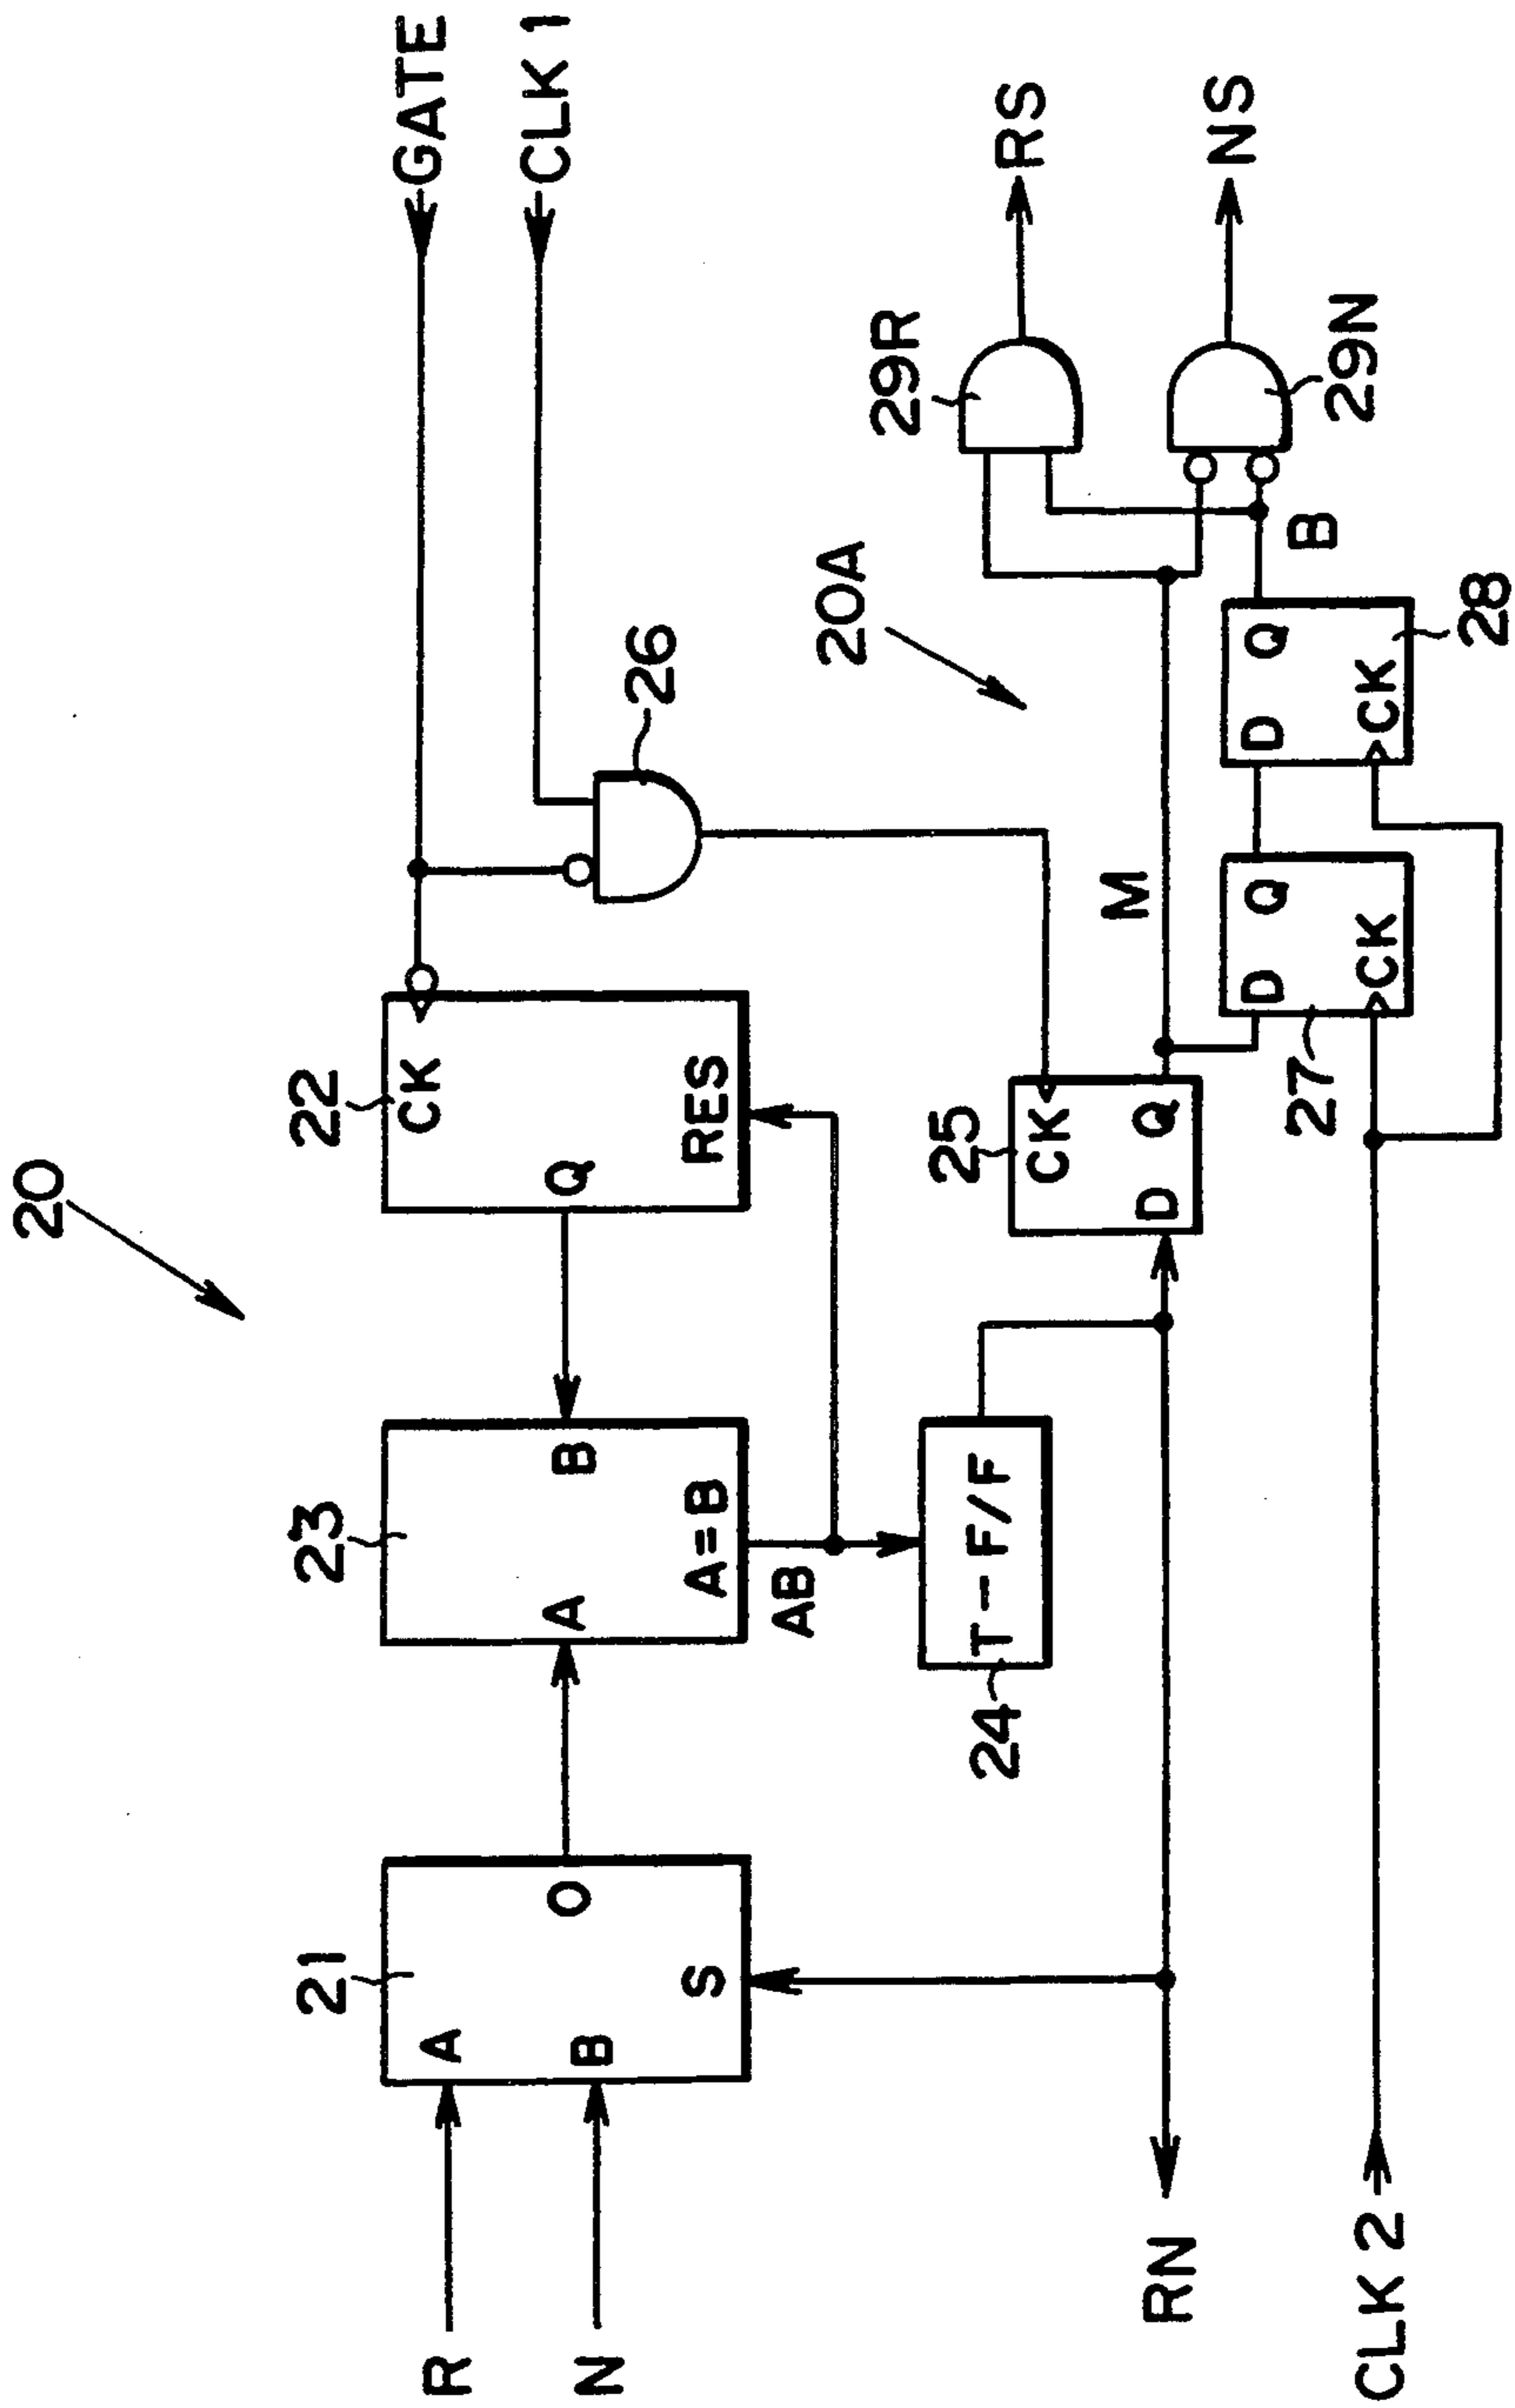 20
R
N
21
A
B
O
S
23
A
B
A=B
AB
22
CK
Q
RES
GATE
CLK 1
26
24
T-F/F
25
CK
D
Q
M
20A
29R
RS
29N
NS
27
D
Q
CK
28
D
Q
CK
B
RN
CLK 2